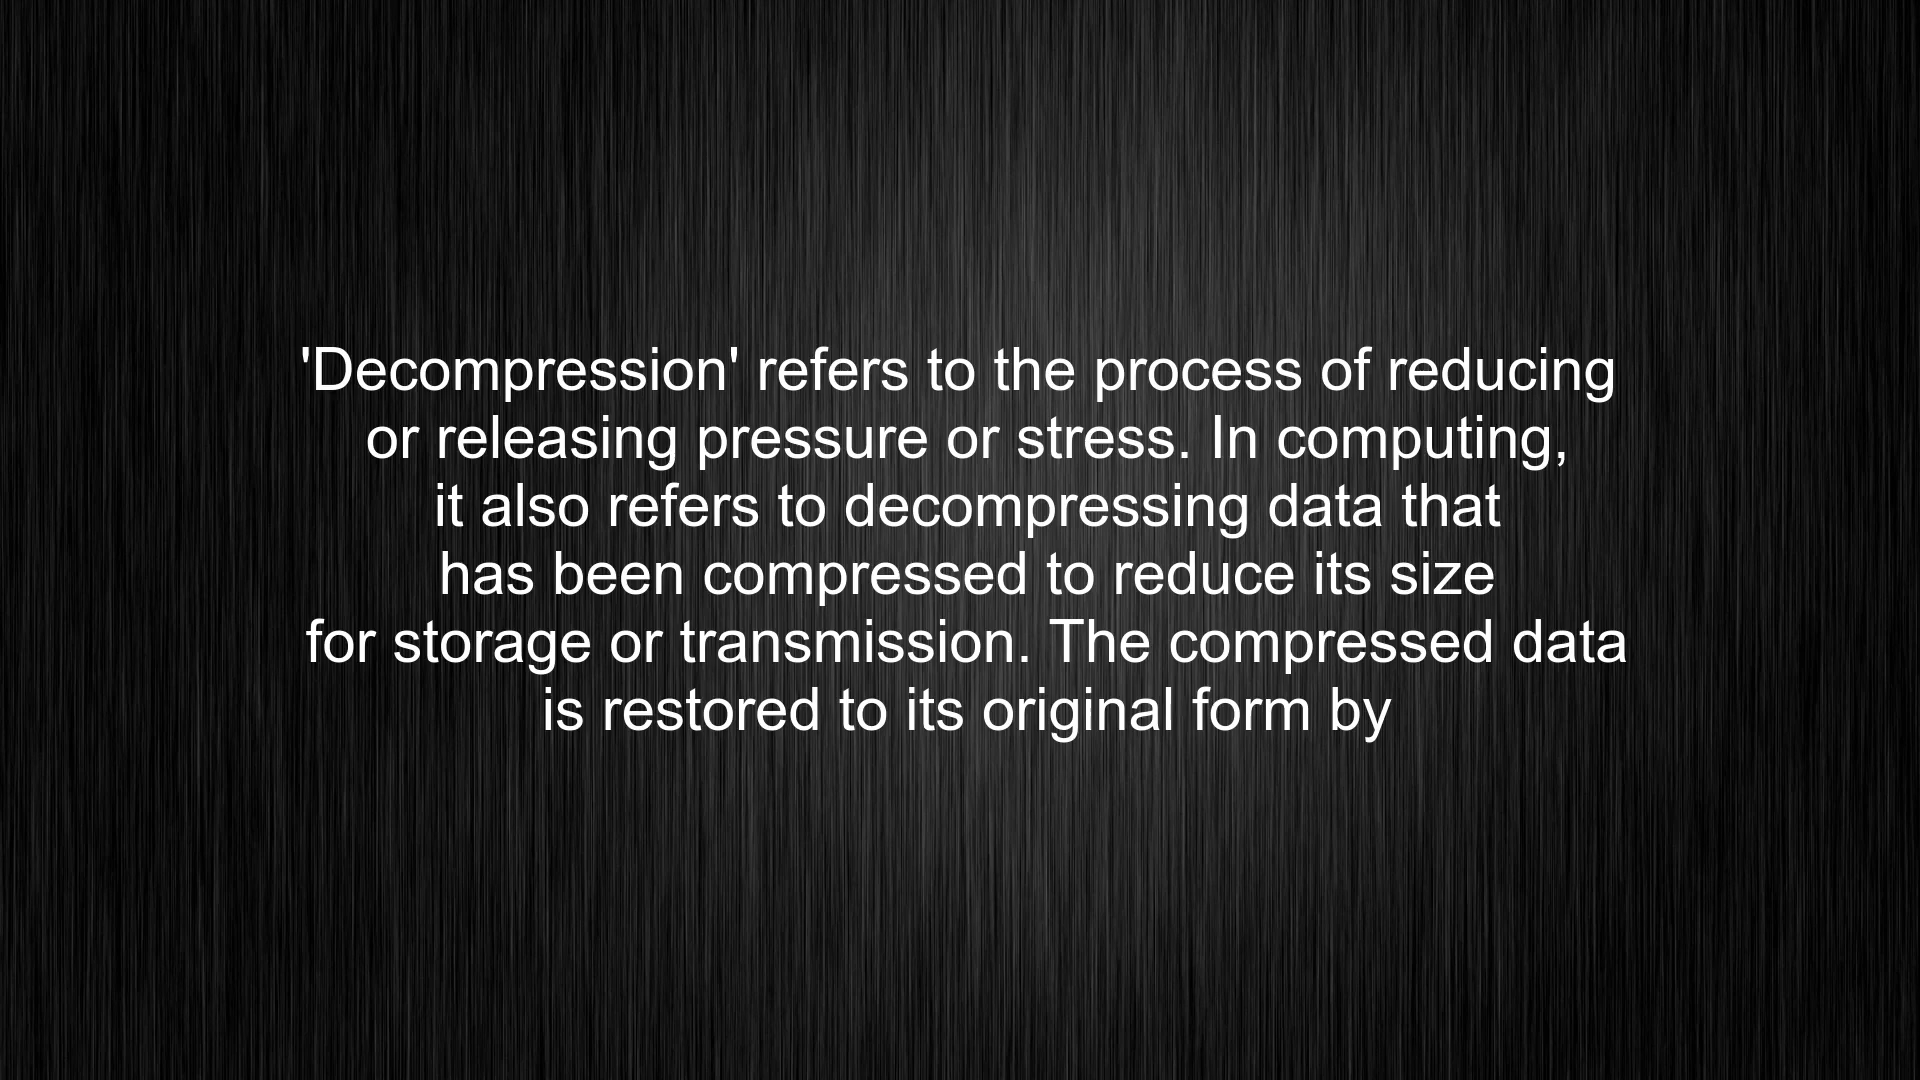 'Decompression' refers to the process of reducing
or releasing pressure or stress. In computing,
it also refers to decompressing data that
has been compressed to reduce its size
for storage or transmission. The compressed data
is restored to its original form by